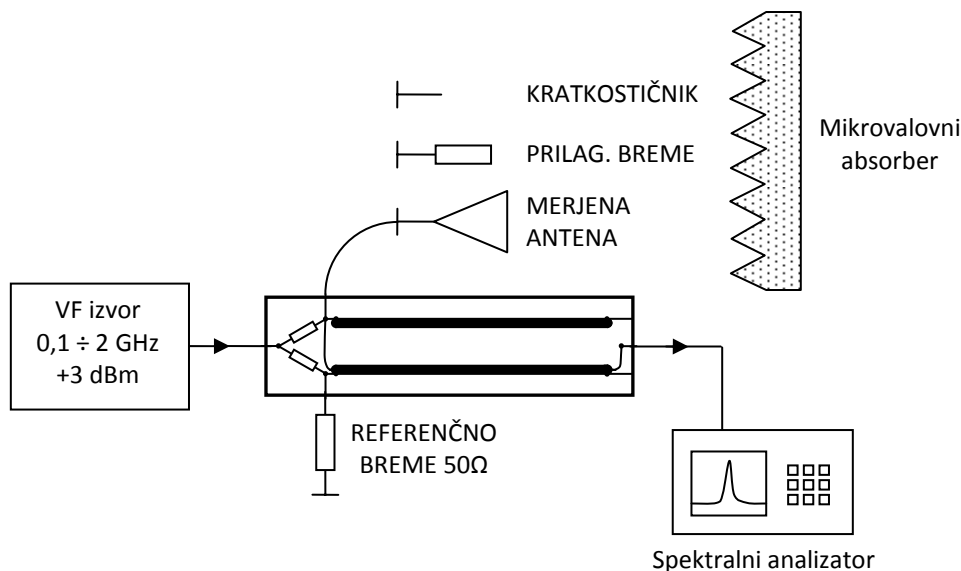 KRATKOSTIČNIK
PRILAG. BREME
MERJENA
ANTENA
Mikrovalovni
absorber
VF izvor
0,1 ÷ 2 GHz
+3 dBm
REFERENČNO
BREME 50Ω
Spektralni analizator